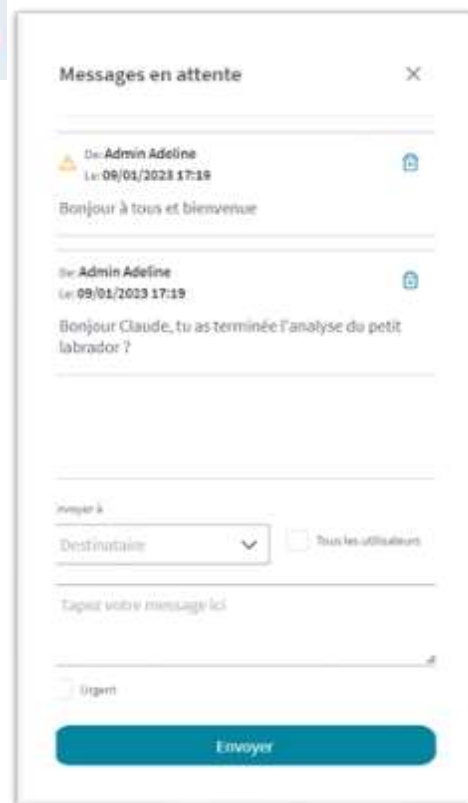 Messages en attente
De: Admin Adeline
Le: 09/01/2023 17:19
Bonjour à tous et bienvenue
De: Admin Adeline
Le: 09/01/2023 17:19
Bonjour Claude, tu as terminée l'analyse du petit
labrador ?
Envoyer à
Destinataire
Tous les utilisateurs
Tapez votre message ici
Urgent
Envoyer